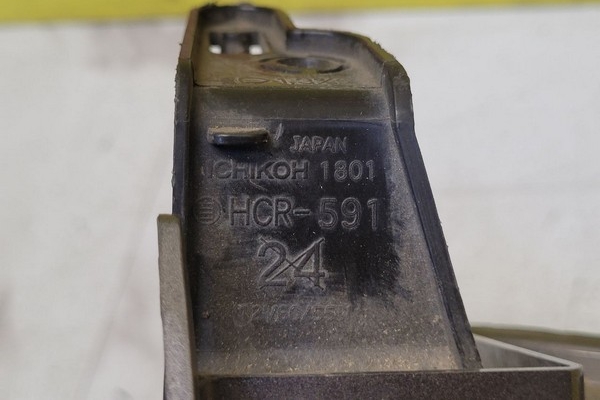 JAPAN
ICHIKOH 1801
HCR-591
24